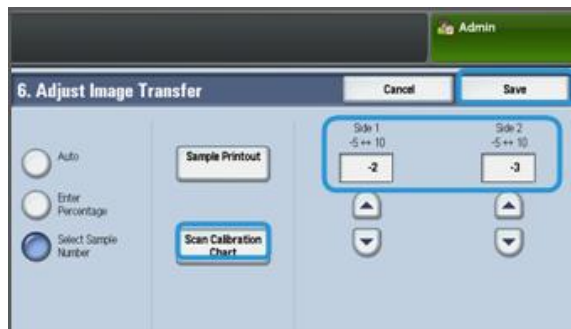 Admin
6. Adjust Image Transfer
Cancel
Save
Auto
Enter
Percentage
Select Sample
Number
Sample Printout
Scan Calibration
Chart
Side 1
-5 ↔ 10
-2
Side 2
-5 ↔ 10
-3